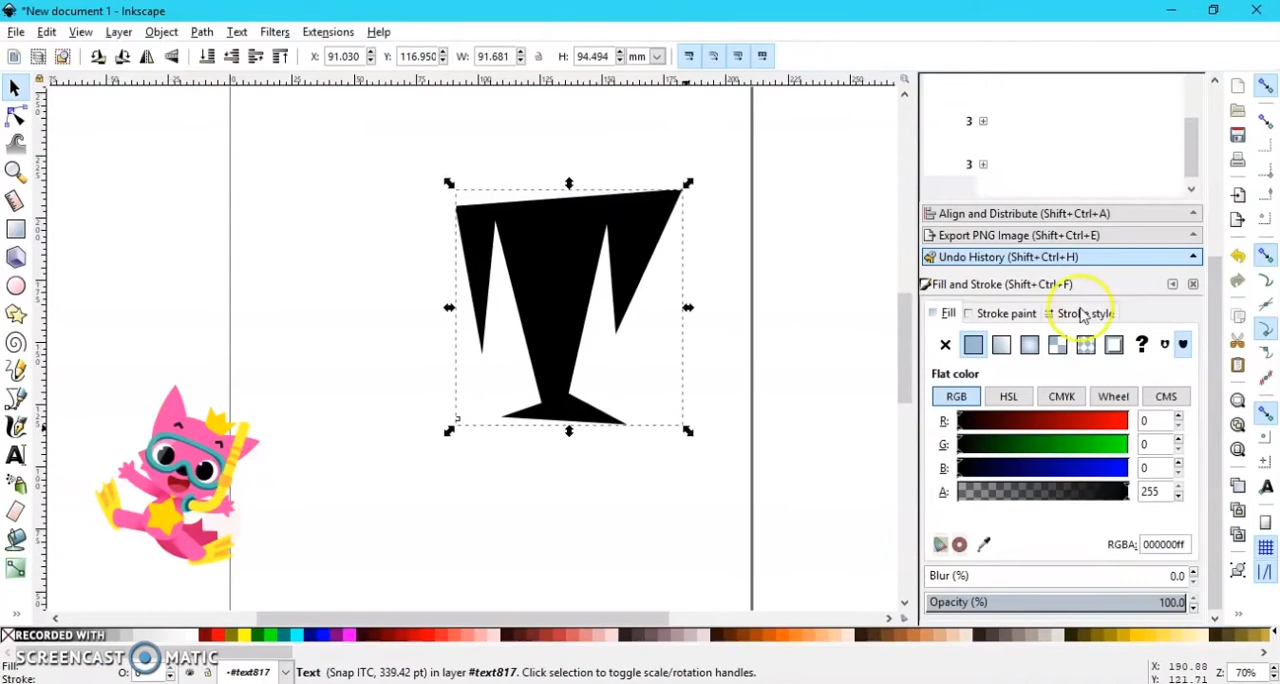 *New document 1 - Inkscape
File Edit View Layer Object Path Text Filters Extensions Help
X: 91.030 Y: 116.950 W: 91.681 H: 94.494 mm
3
3
Align and Distribute (Shift+Ctrl+A)
Export PNG Image (Shift+Ctrl+E)
Undo History (Shift+Ctrl+H)
Fill and Stroke (Shift+Ctrl+F)
Fill Stroke paint Stroke style
T
Flat color
RGB HSL CMYK Wheel CMS
R: 0
G: 0
B: 0
A: 255
RGBA: 000000ff
Blur (%) 0.0
Opacity (%) 100.0
RECORDED WITH
SCREENCAST MATIC
Fill:
Stroke:
O: 0
-#text817
Text (Snap ITC, 339.42 pt) in layer #text817. Click selection to toggle scale/rotation handles.
X: 190.88
Y: 121.71
Z: 70%